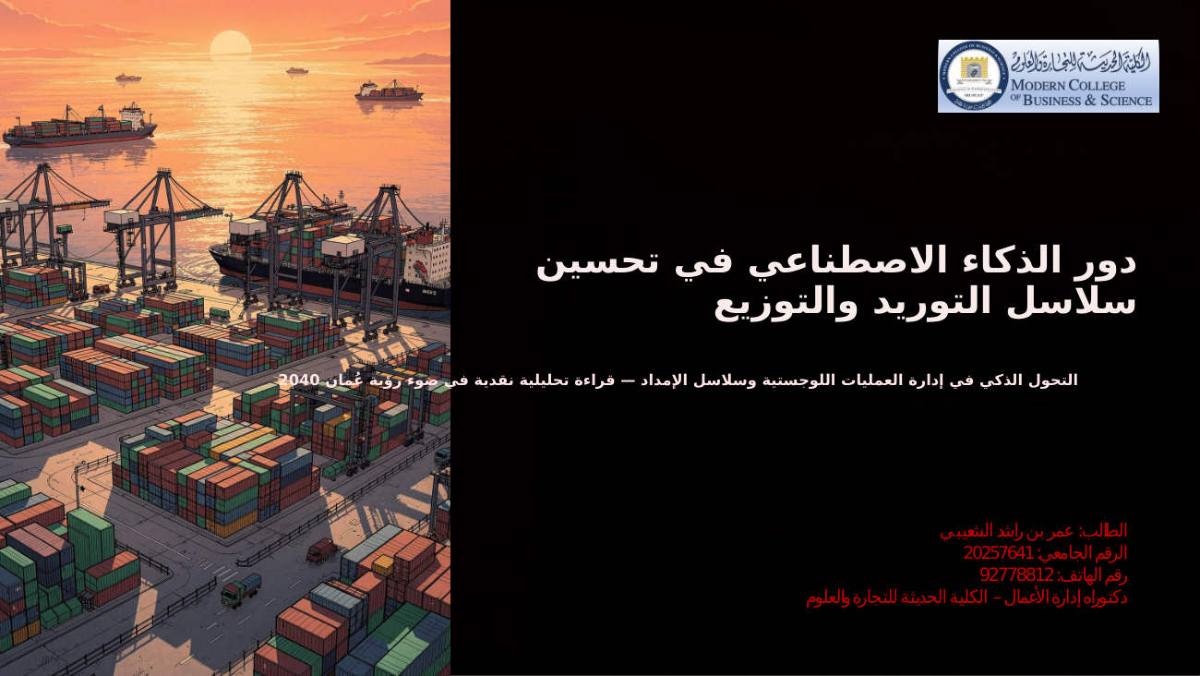 الكلية الحديثة للتجارة والعلوم
MODERN COLLEGE
OF BUSINESS & SCIENCE
دور الذكاء الاصطناعي في تحسين
سلاسل التوريد والتوزيع
التحول الذكي في إدارة العمليات اللوجستية وسلاسل الإمداد — قراءة تحليلية نقدية في ضوء رؤية عُمان 2040
الطالب: عمر بن راشد الشعيبي
الرقم الجامعي: 20257641
رقم الهاتف: 92778812
دكتوراه إدارة الأعمال – الكلية الحديثة للتجارة والعلوم